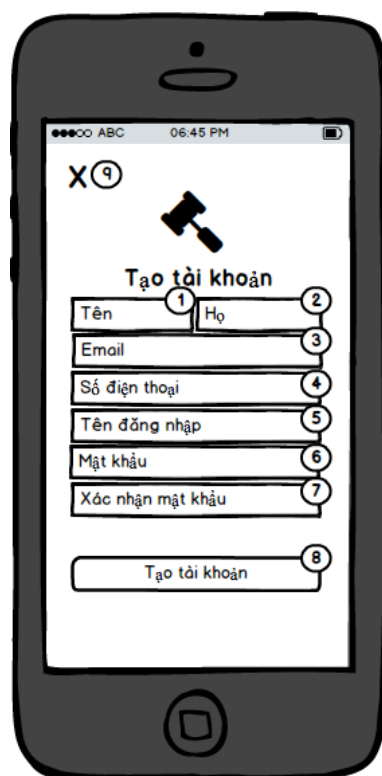 ABC 06:45 PM
X 9
Tạo tài khoản
Tên 1 Họ 2
Email 3
Số điện thoại 4
Tên đăng nhập 5
Mật khẩu 6
Xác nhận mật khẩu 7
Tạo tài khoản 8